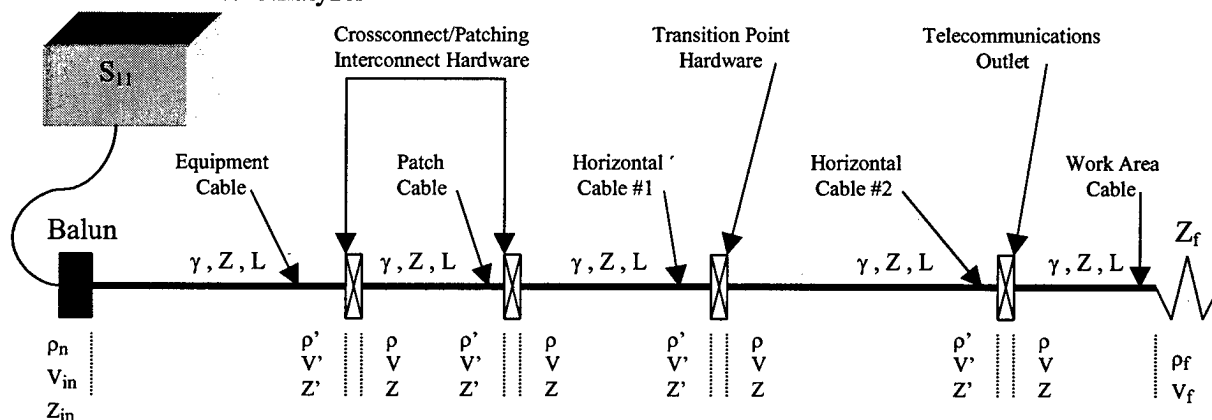 S11
Crossconnect/Patching
Interconnect Hardware
Transition Point
Hardware
Telecommunications
Outlet
Equipment
Cable
Patch
Cable
Horizontal
Cable #1
Horizontal
Cable #2
Work Area
Cable
Balun
Zf
γ , Z , L
γ , Z , L
γ , Z , L
γ , Z , L
γ , Z , L
ρn
Vin
Zin
ρ'
V'
Z'
ρ
V
Z
ρ'
V'
Z'
ρ
V
Z
ρ'
V'
Z'
ρ
V
Z
ρ'
V'
Z'
ρ
V
Z
ρf
Vf